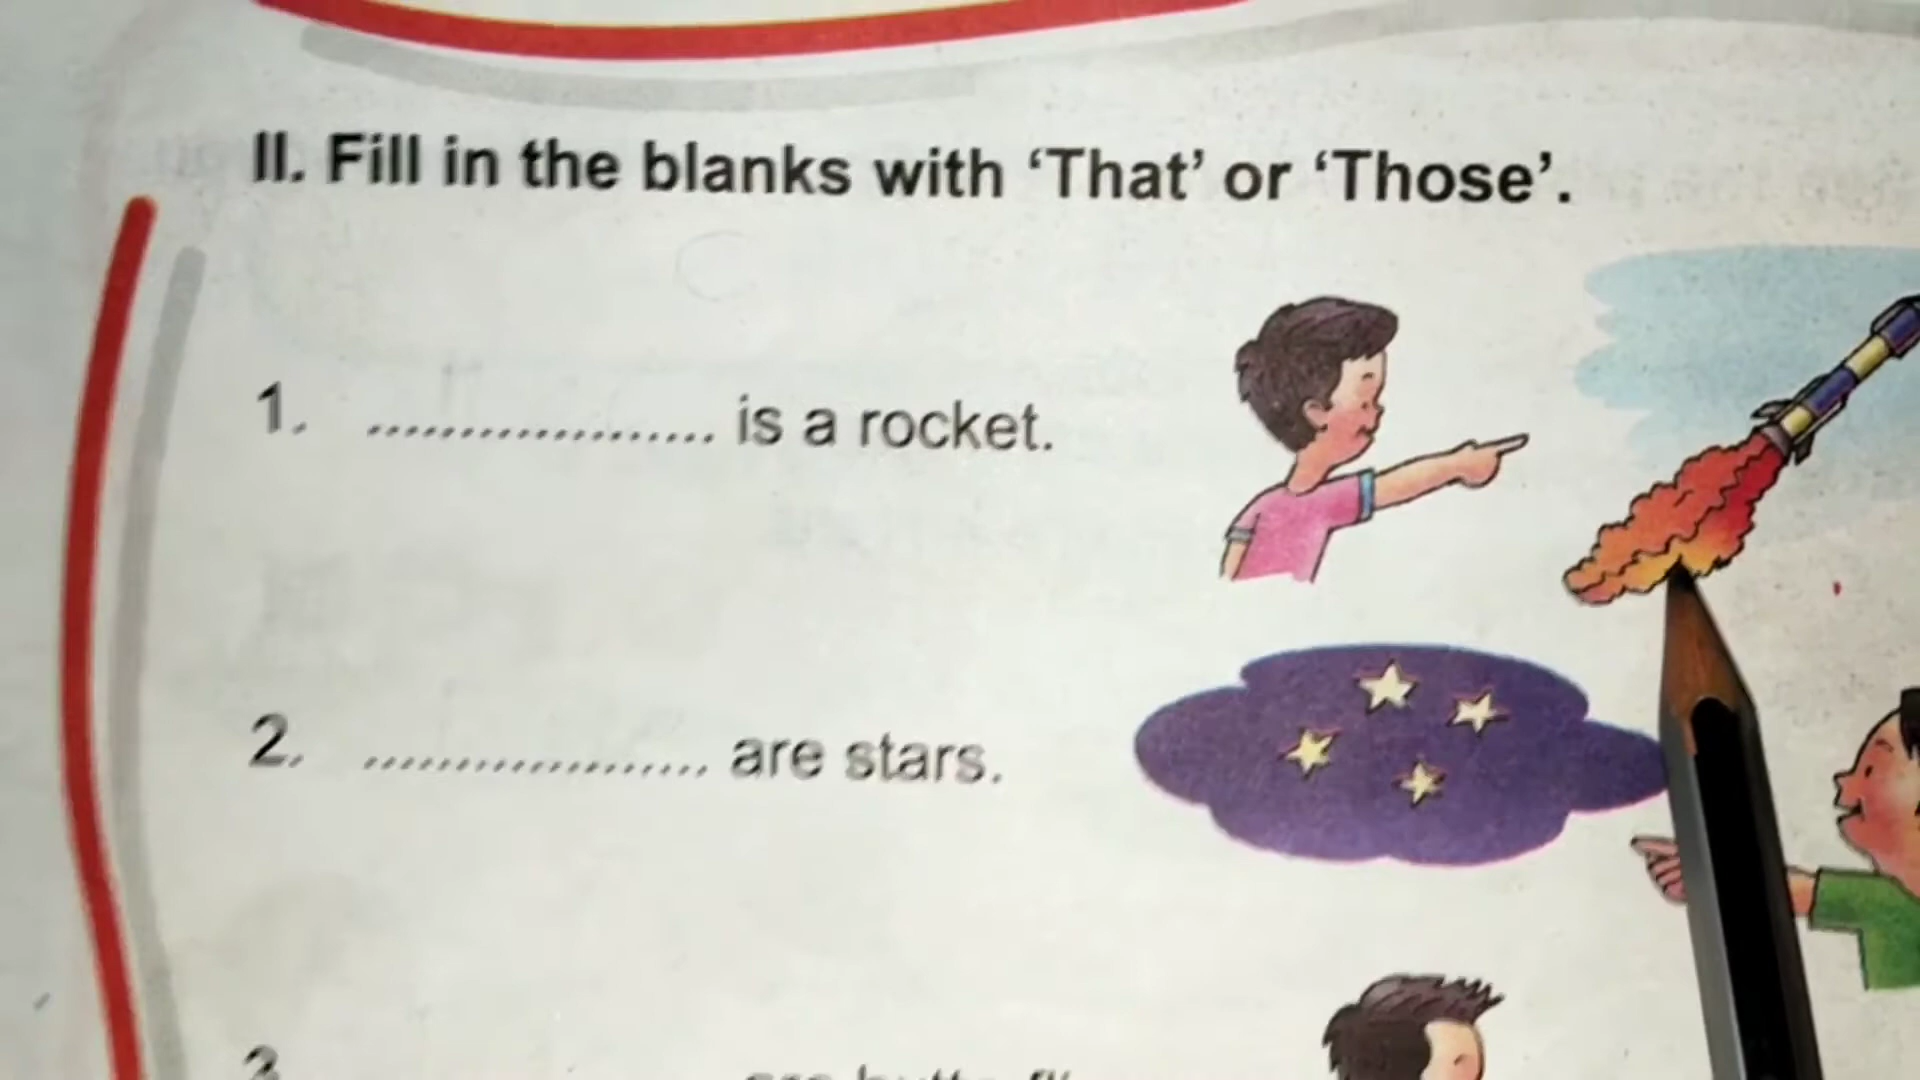 II. Fill in the blanks with ‘That’ or ‘Those’.
1. ................... is a rocket.
2. ................... are stars.